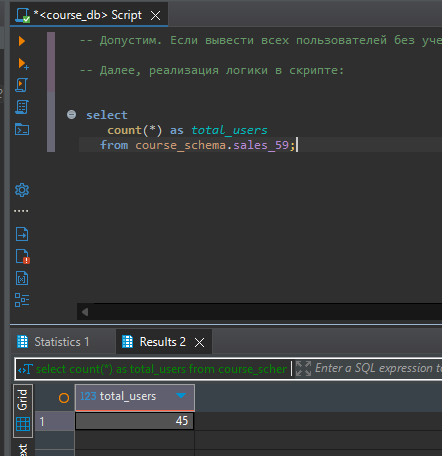 *<course_db> Script
-- Допустим. Если вывести всех пользователей без уче
-- Далее, реализация логики в скрипте:
select
count(*) as total_users
from course_schema.sales_59;
Statistics 1
Results 2
select count(*) as total_users from course_scher
Enter a SQL expression to
Grid
123 total_users
1
45
Text